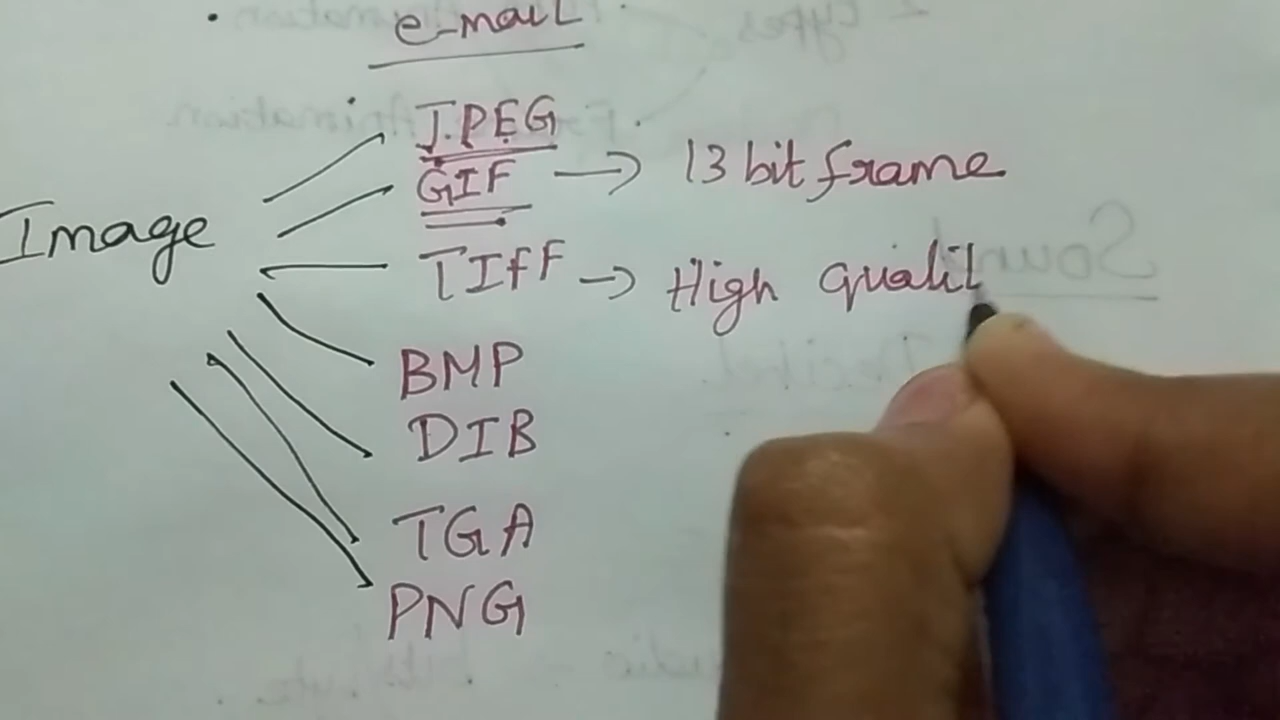 e-mail
JPEG
GIF → 13 bit frame
Image
TIFF → High Qualit
BMP
DIB
TGA
PNG